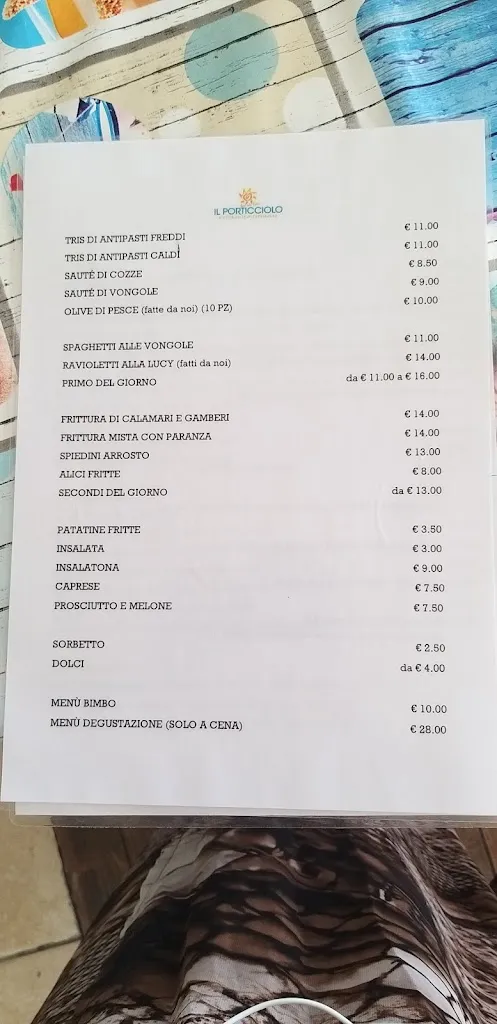 IL PORTICCIOLO
TRIS DI ANTIPASTI FREDDI € 11.00
TRIS DI ANTIPASTI CALDI € 11.00
SAUTÈ DI COZZE € 8.50
SAUTÈ DI VONGOLE € 9.00
OLIVE DI PESCE (fatte da noi) (10 PZ) € 10.00
SPAGHETTI ALLE VONGOLE € 11.00
RAVIOLETTI ALLA LUCY (fatti da noi) € 14.00
PRIMO DEL GIORNO da € 11.00 a € 16.00
FRITTURA DI CALAMARI E GAMBERI € 14.00
FRITTURA MISTA CON PARANZA € 14.00
SPIEDINI ARROSTO € 13.00
ALICI FRITTE € 8.00
SECONDI DEL GIORNO da € 13.00
PATATINE FRITTE € 3.50
INSALATA € 3.00
INSALATONA € 9.00
CAPRESE € 7.50
PROSCIUTTO E MELONE € 7.50
SORBETTO € 2.50
DOLCI da € 4.00
MENÙ BIMBO € 10.00
MENÙ DEGUSTAZIONE (SOLO A CENA) € 28.00